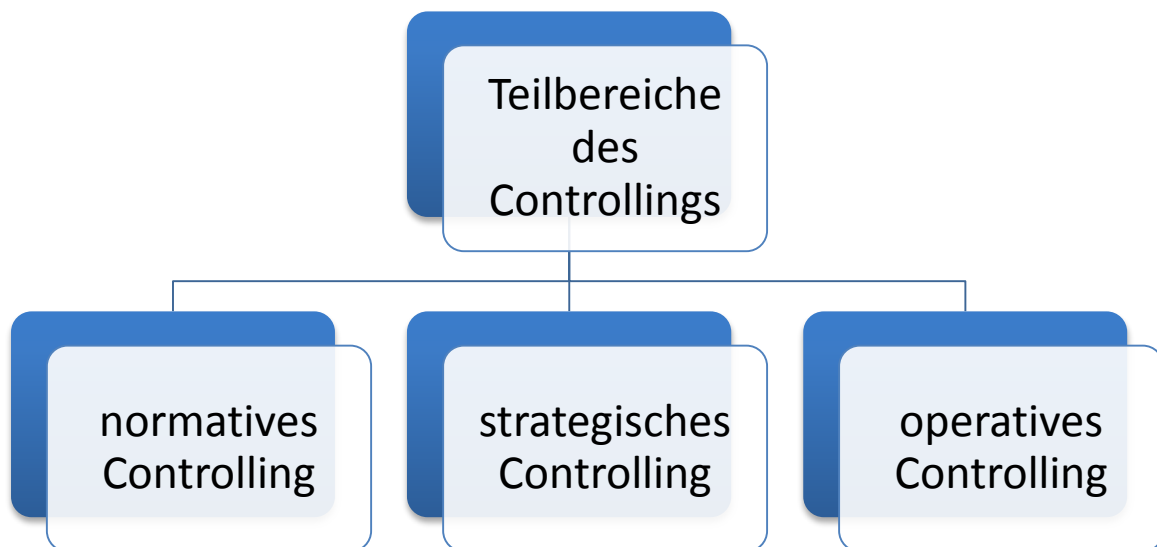 Teilbereiche
des
Controllings
normatives
Controlling
strategisches
Controlling
operatives
Controlling